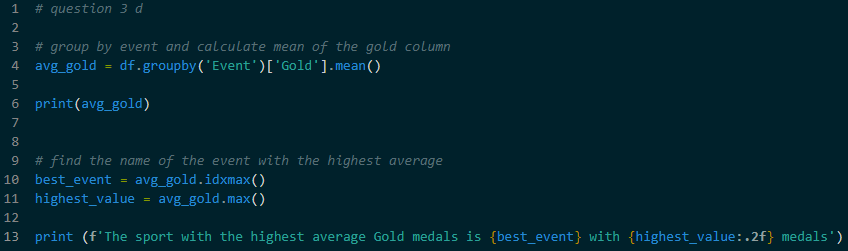 1 # question 3 d
2
3 # group by event and calculate mean of the gold column
4 avg_gold = df.groupby('Event')['Gold'].mean()
5
6 print(avg_gold)
7
8
9 # find the name of the event with the highest average
10 best_event = avg_gold.idxmax()
11 highest_value = avg_gold.max()
12
13 print (f'The sport with the highest average Gold medals is {best_event} with {highest_value:.2f} medals')